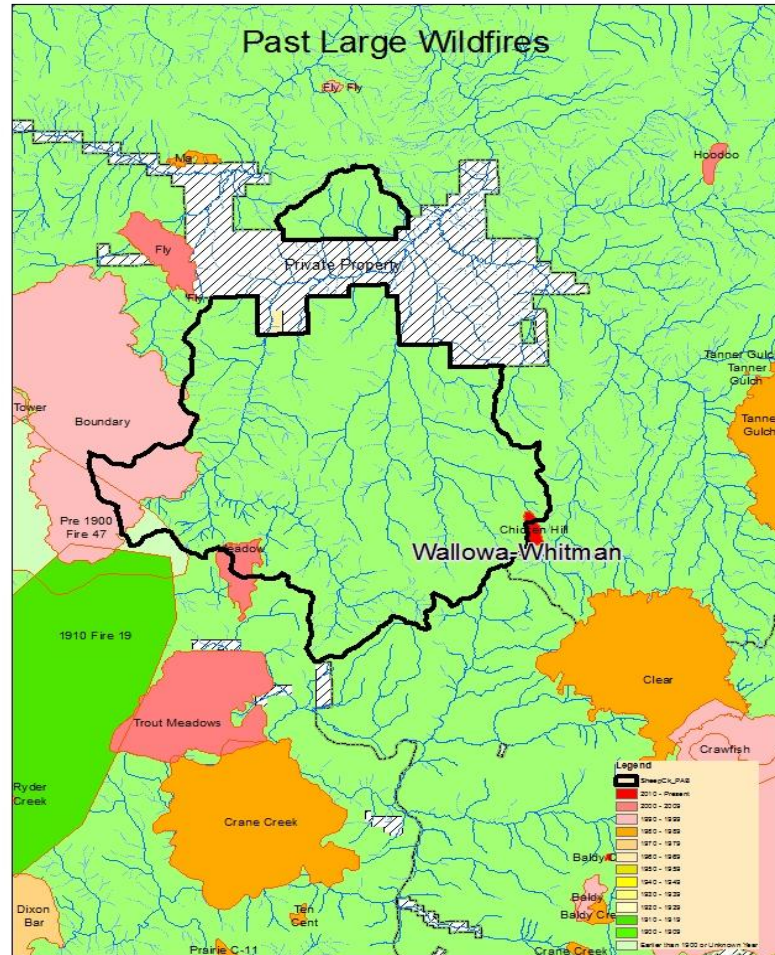 Past Large Wildfires
Fly Fly
Ma
Hoodoo
Fly
Private Property
Fly
Tanner Gulch
Tanner
Gulch
Tower
Boundary
Tanner
Gulch
Pre 1900
Fire 47
Chicken Hill
Meadow
Wallowa-Whitman
1910 Fire 19
Clear
Trout Meadows
Crawfish
Ryder
Creek
Crane Creek
Legend
SheepCk_PAB
2010 - Present
2000 - 2009
1990 - 1999
1980 - 1989
1970 - 1979
1960 - 1969
1950 - 1959
1940 - 1949
1930 - 1939
1920 - 1929
1910 - 1919
1900 - 1909
Earlier than 1900 or Unknown Year
Baldy C
Baldy
Baldy Cre
Dixon
Bar
Ten
Cent
Prairie C-11
Crane Creek